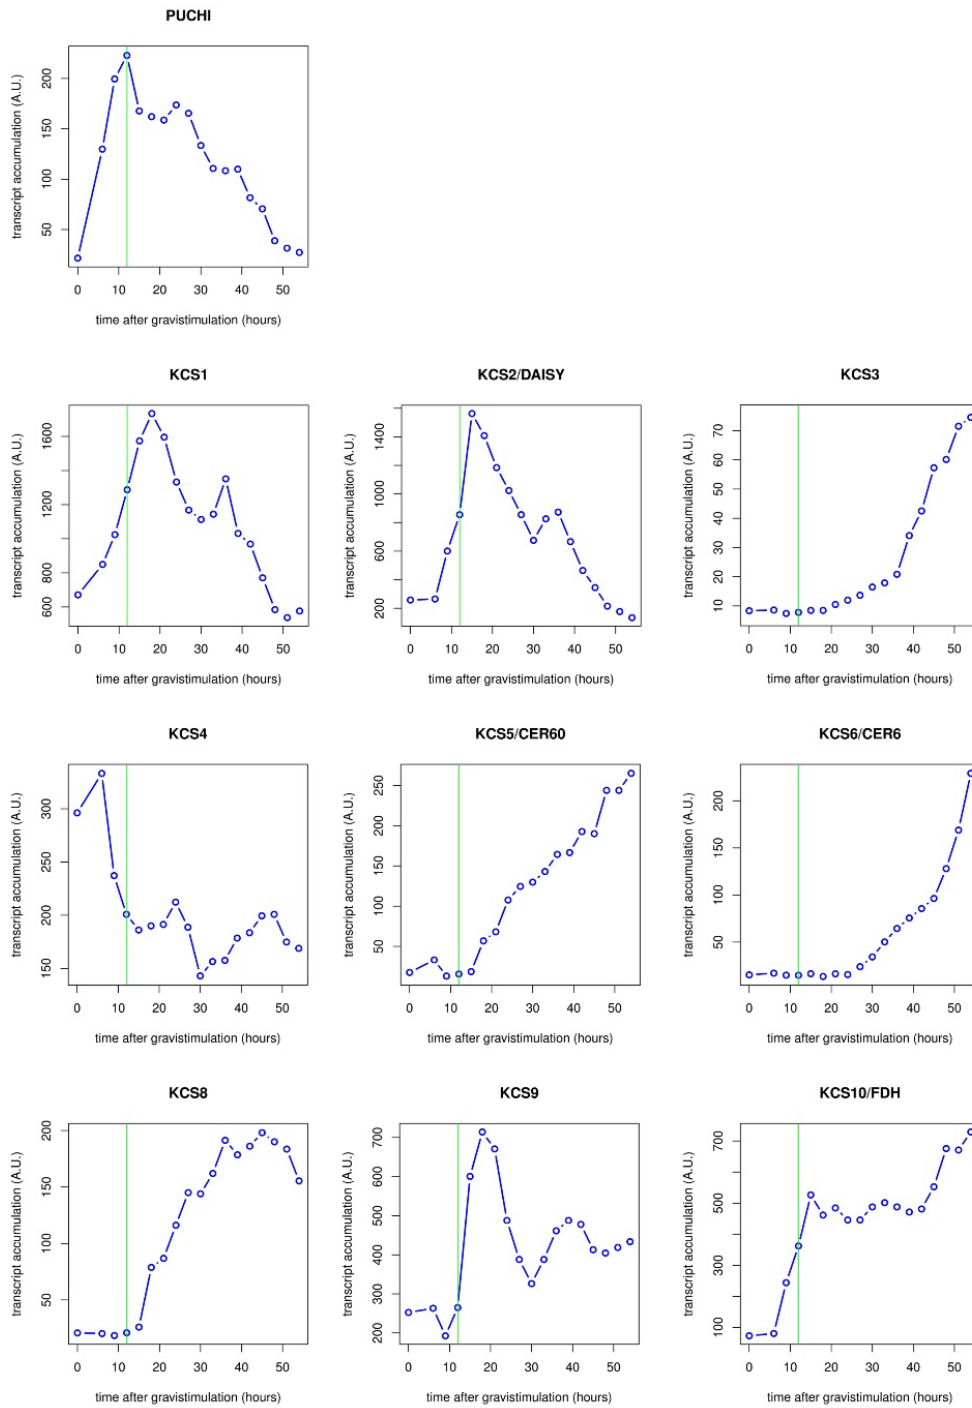 PUCHI
transcript accumulation (A.U.)
200
150
100
50
0 10 20 30 40 50
time after gravistimulation (hours)
KCS1
transcript accumulation (A.U.)
1600
1200
800
600
0 10 20 30 40 50
time after gravistimulation (hours)
KCS2/DAISY
transcript accumulation (A.U.)
1400
1000
600
200
0 10 20 30 40 50
time after gravistimulation (hours)
KCS3
transcript accumulation (A.U.)
70
60
50
40
30
20
10
0 10 20 30 40 50
time after gravistimulation (hours)
KCS4
transcript accumulation (A.U.)
300
250
200
150
0 10 20 30 40 50
time after gravistimulation (hours)
KCS5/CER60
transcript accumulation (A.U.)
250
200
150
100
50
0 10 20 30 40 50
time after gravistimulation (hours)
KCS6/CER6
transcript accumulation (A.U.)
200
150
100
50
0 10 20 30 40 50
time after gravistimulation (hours)
KCS8
transcript accumulation (A.U.)
200
150
100
50
0 10 20 30 40 50
time after gravistimulation (hours)
KCS9
transcript accumulation (A.U.)
700
600
500
400
300
200
0 10 20 30 40 50
time after gravistimulation (hours)
KCS10/FDH
transcript accumulation (A.U.)
700
500
300
100
0 10 20 30 40 50
time after gravistimulation (hours)